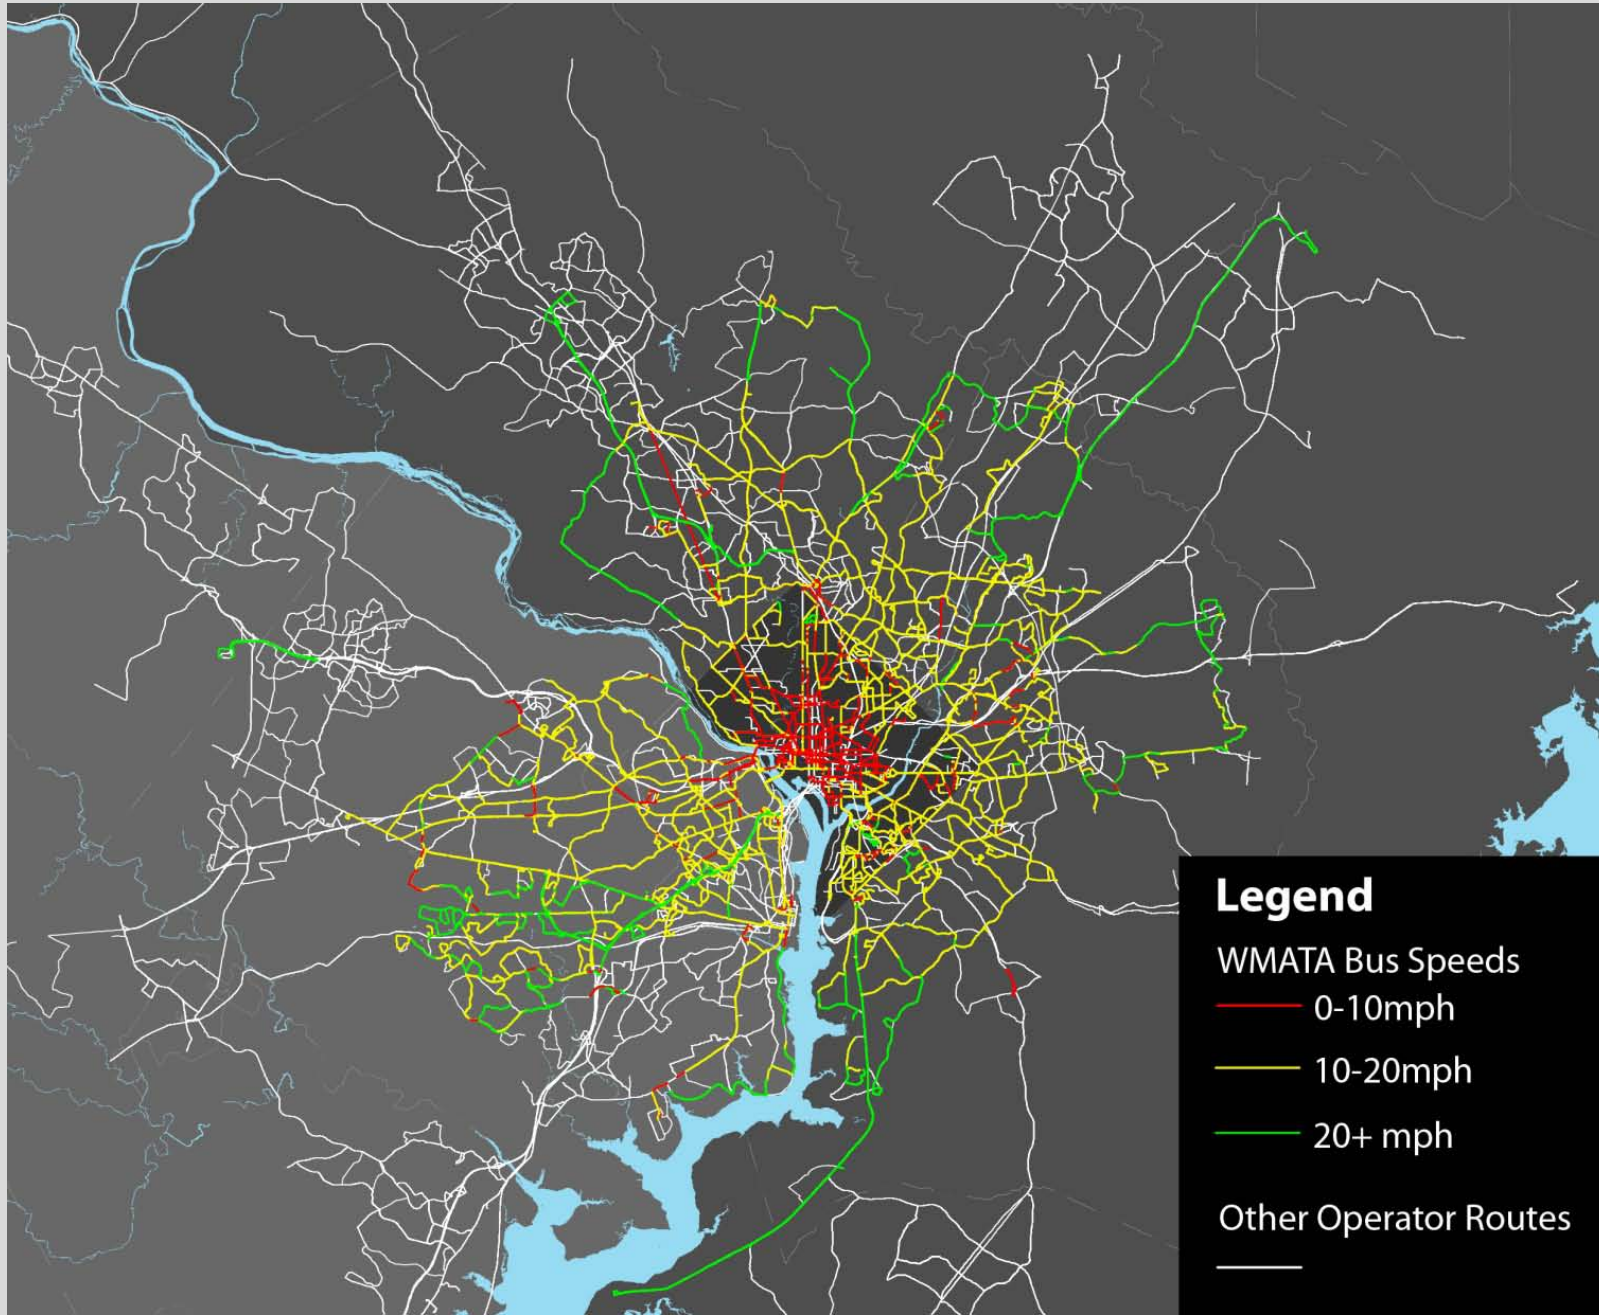 Legend
WMATA Bus Speeds
0-10mph
10-20mph
20+ mph
Other Operator Routes